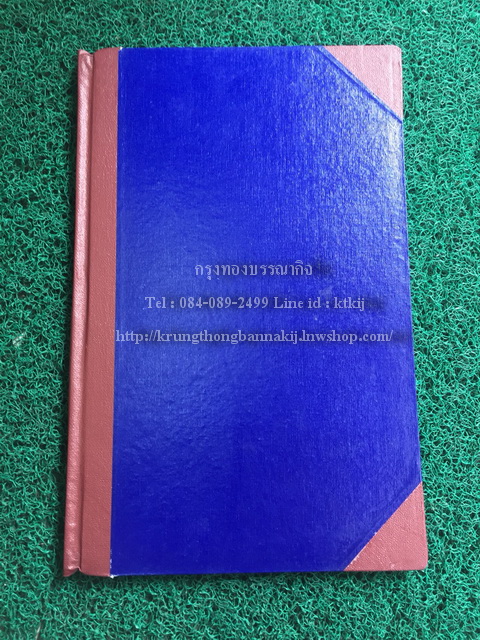 กรุงทองบรรณากิจ
Tel : 084-089-2499 Line id : ktkij
http://krungthongbannakij.lnwshop.com/